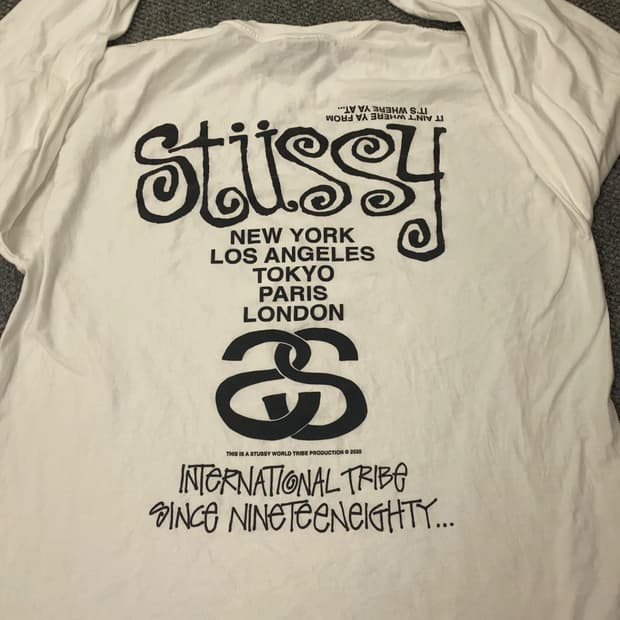 IT AIN'T WHERE YA FROM
IT'S WHERE YA AT...
STÜSSY
NEW YORK
LOS ANGELES
TOKYO
PARIS
LONDON
SS
THIS IS A STUSSY WORLD TRIBE PRODUCTION © 2020
INTERNATIONAL TRIBE
SINCE NINETEENEIGHTY...